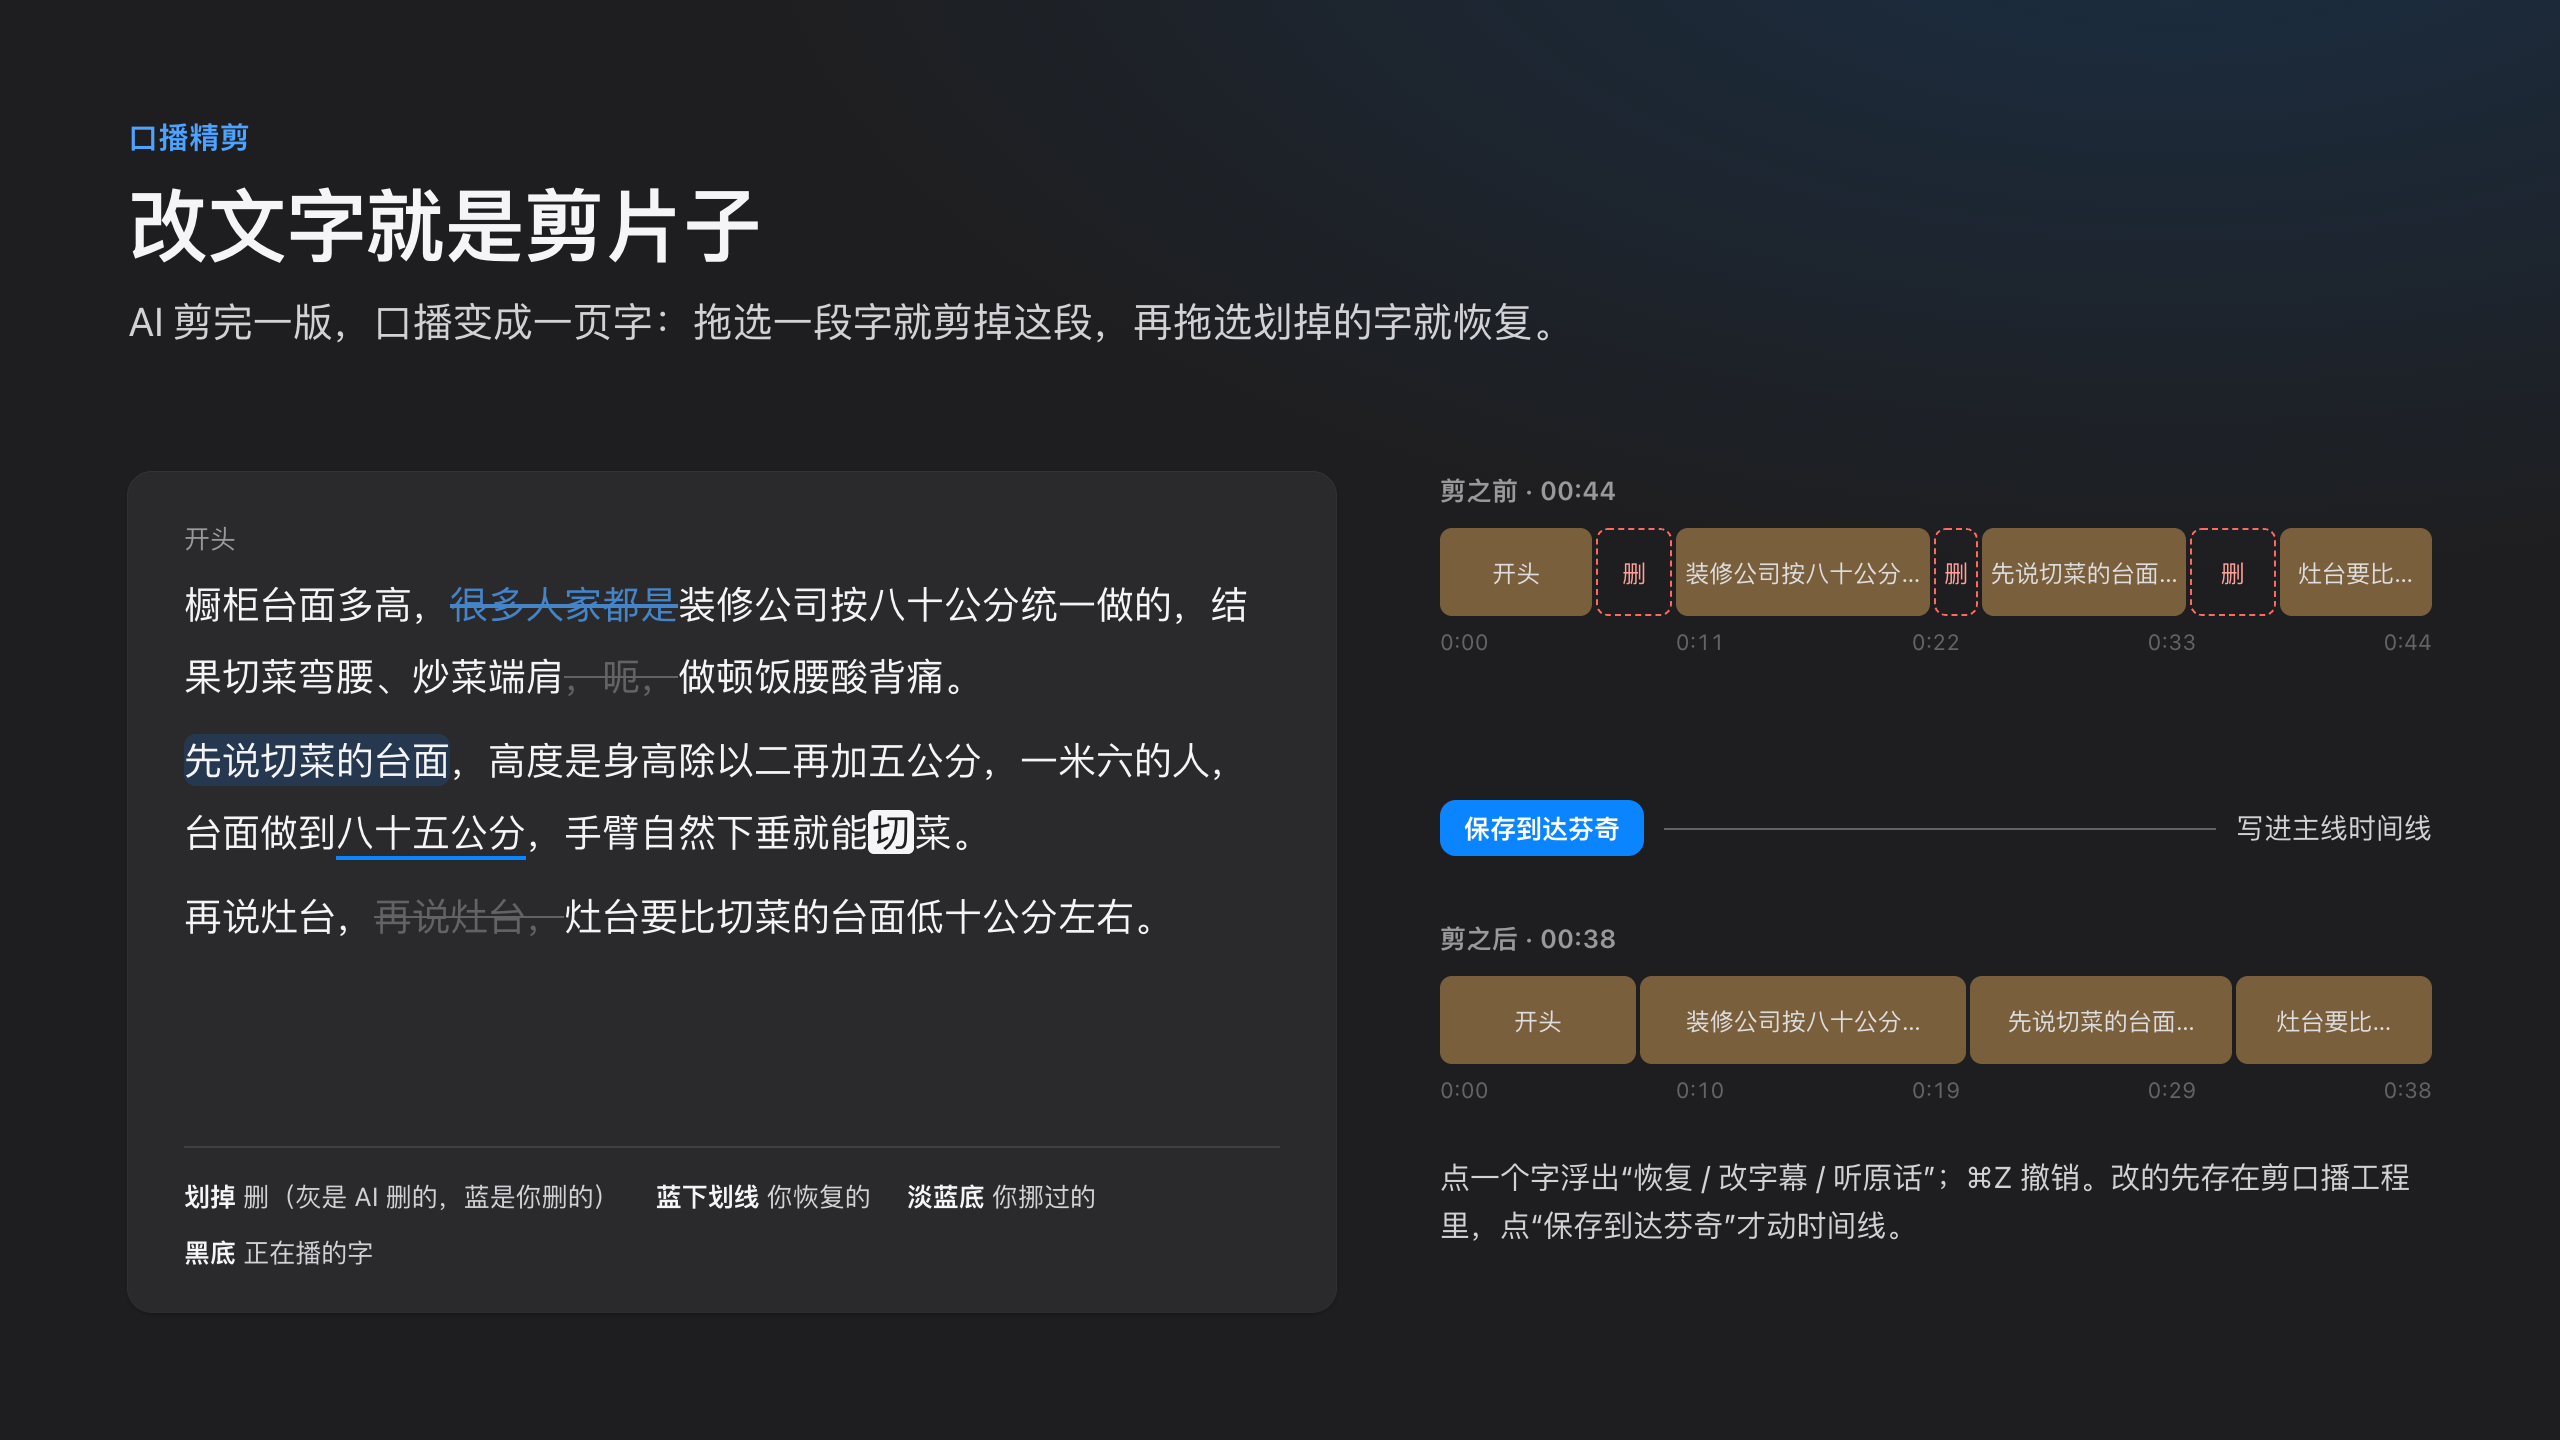 口播精剪
改文字就是剪片子
AI 剪完一版，口播变成一页字：拖选一段字就剪掉这段，再拖选划掉的字就恢复。
开头
橱柜台面多高，很多人家都是装修公司按八十公分统一做的，结
果切菜弯腰、炒菜端肩，呃，做顿饭腰酸背痛。
先说切菜的台面，高度是身高除以二再加五公分，一米六的人，
台面做到八十五公分，手臂自然下垂就能切菜。
再说灶台，再说灶台，灶台要比切菜的台面低十公分左右。
划掉 删（灰是 AI 删的，蓝是你删的） 蓝下划线 你恢复的 淡蓝底 你挪过的
黑底 正在播的字
剪之前 · 00:44
开头 删 装修公司按八十公分... 删 先说切菜的台面... 删 灶台要比...
0:00 0:11 0:22 0:33 0:44
保存到达芬奇 写进主线时间线
剪之后 · 00:38
开头 装修公司按八十公分... 先说切菜的台面... 灶台要比...
0:00 0:10 0:19 0:29 0:38
点一个字浮出“恢复 / 改字幕 / 听原话”；⌘Z 撤销。改的先存在剪口播工程
里，点“保存到达芬奇”才动时间线。